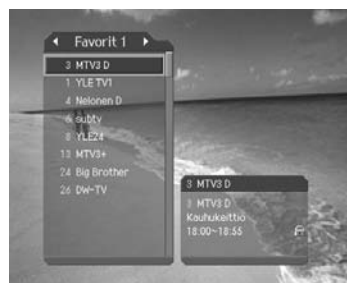 Favorit 1
3 MTV3 D
1 YLE TV1
4 Nelonen D
6 subtv
8 YLE24
13 MTV3+
24 Big Brother
26 DW-TV
3 MTV3 D
3 MTV3 D
Kauhukeittiö
18:00~18:55